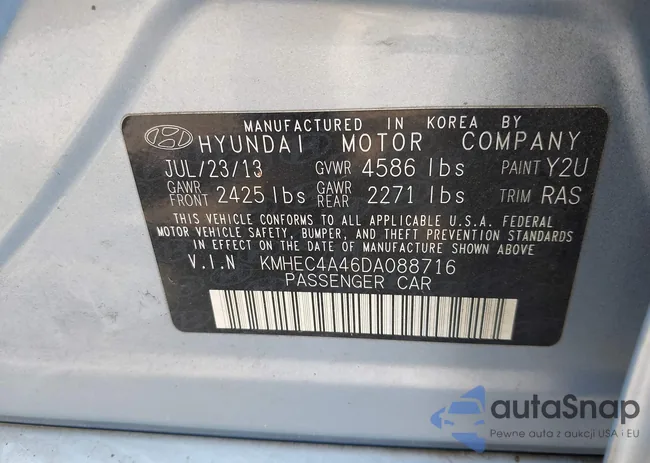 MANUFACTURED IN KOREA BY
HYUNDAI MOTOR COMPANY
JUL/23/13 GVWR 4586 lbs PAINT Y2U
GAWR FRONT 2425 lbs GAWR REAR 2271 lbs TRIM RAS
THIS VEHICLE CONFORMS TO ALL APPLICABLE U.S.A. FEDERAL
MOTOR VEHICLE SAFETY, BUMPER, AND THEFT PREVENTION STANDARDS
IN EFFECT ON THE DATE OF MANUFACTURE SHOWN ABOVE
V.I.N KMHEC4A46DA088716
PASSENGER CAR
autaSnap
Pewne auta z aukcji USA i EU